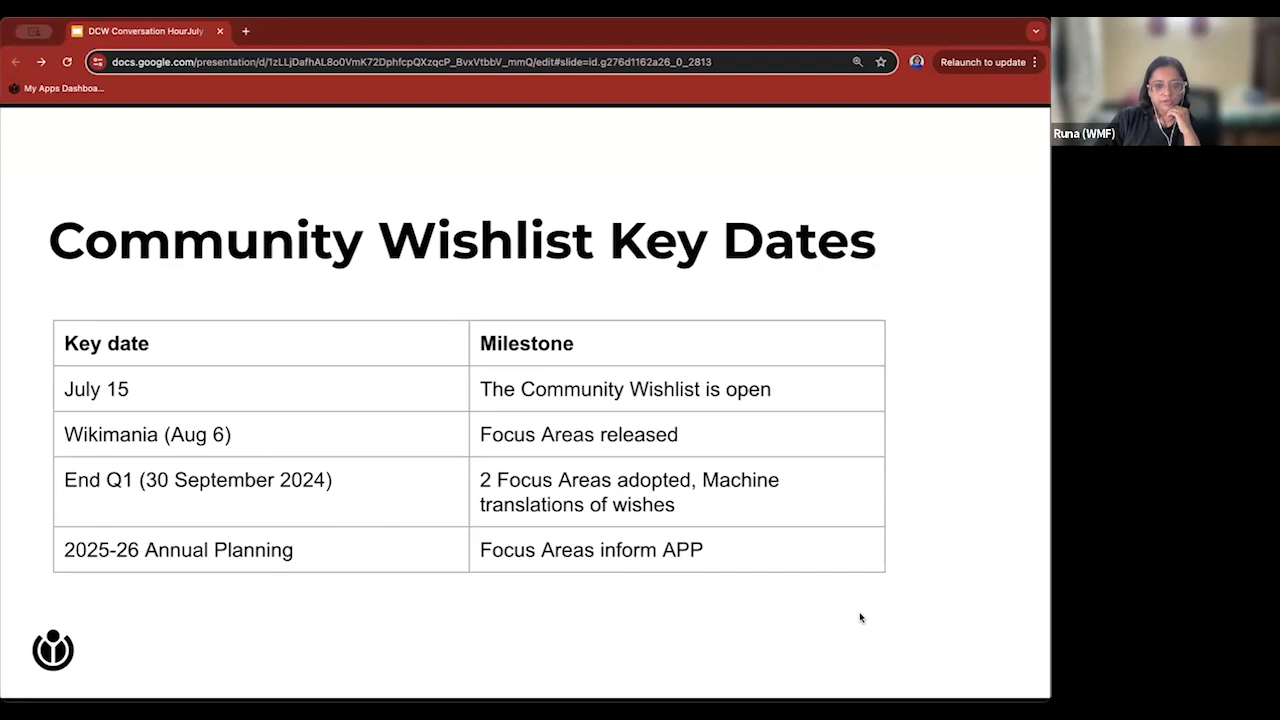 DCW Conversation HourJuly
docs.google.com/presentation/d/1zLLjDafhAL8o0VmK72DphfcpQXzqcP_BvxVtbbV_mmQ/edit#slide=id.g276d1162a26_0_2813
Relaunch to update
My Apps Dashboa...
Runa (WMF)
Community Wishlist Key Dates
Key date Milestone
July 15 The Community Wishlist is open
Wikimania (Aug 6) Focus Areas released
End Q1 (30 September 2024) 2 Focus Areas adopted, Machine
translations of wishes
2025-26 Annual Planning Focus Areas inform APP